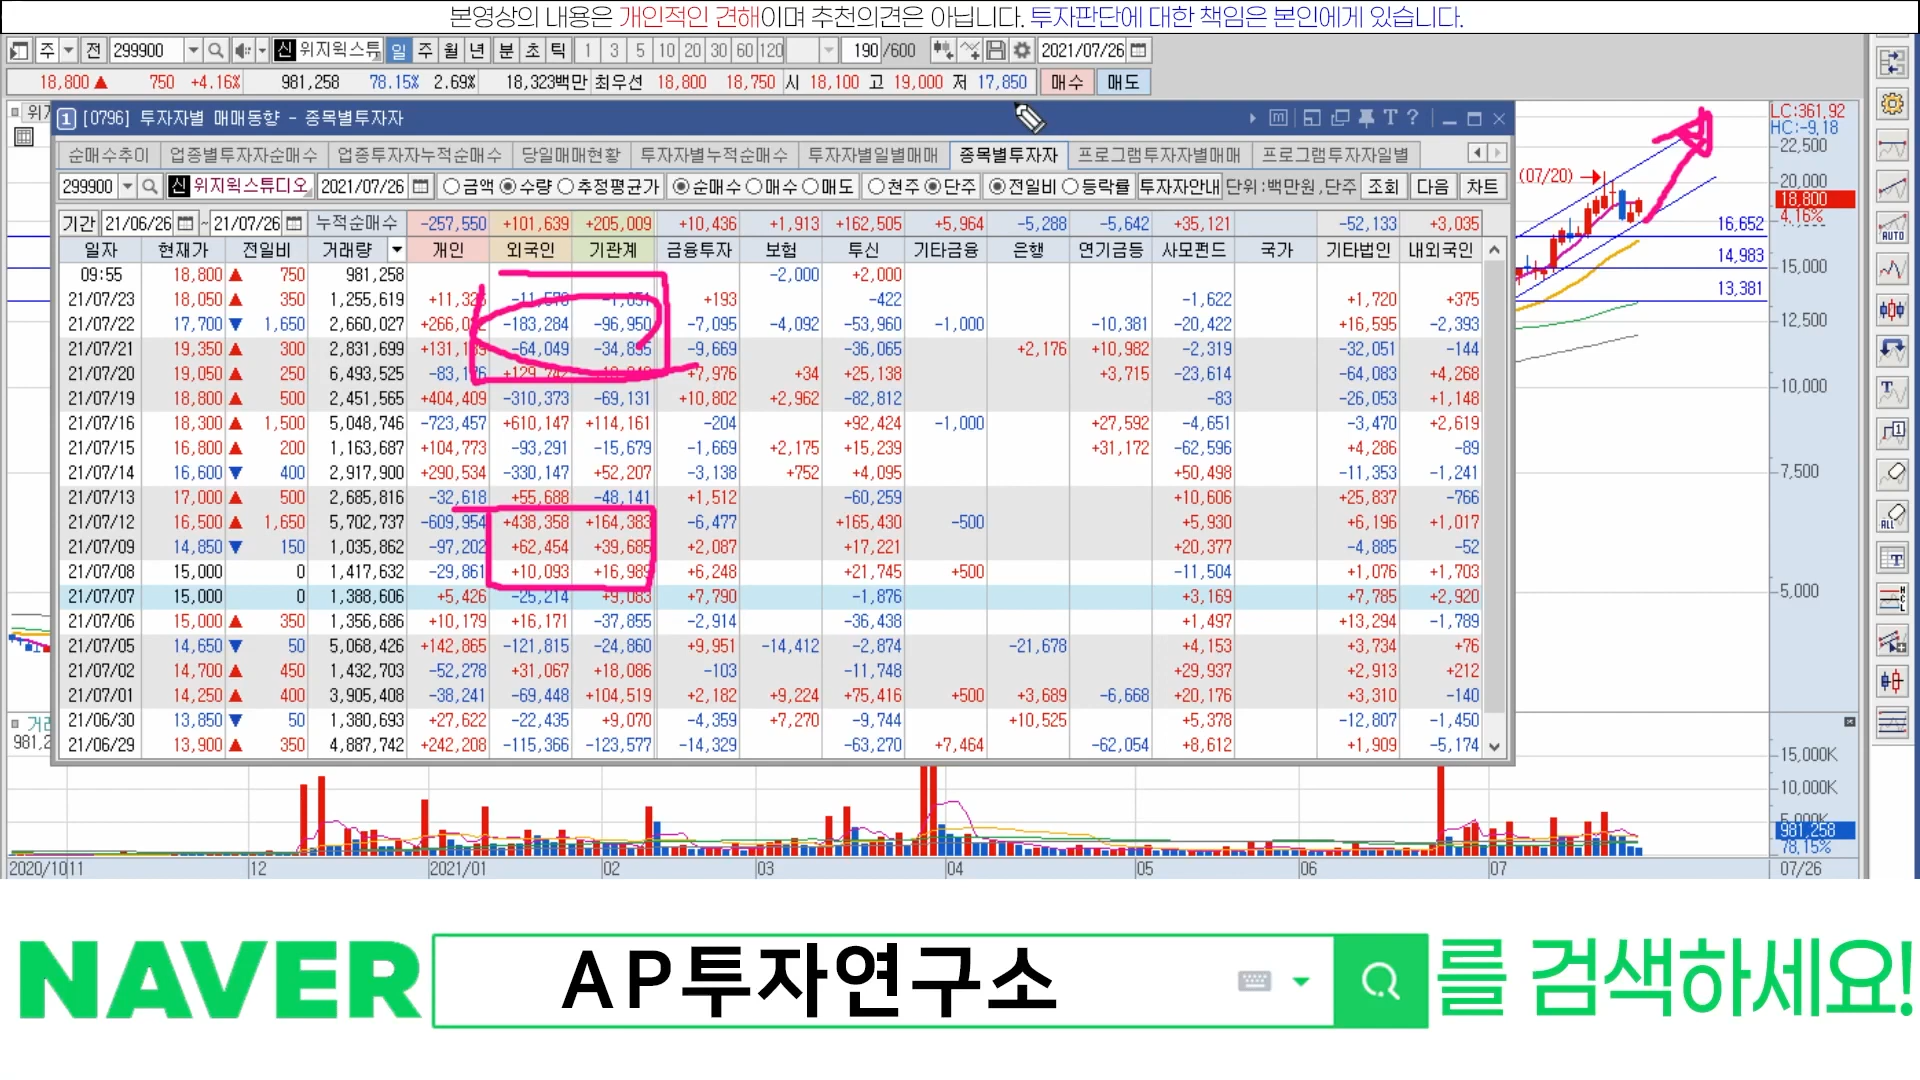 본영상의 내용은 개인적인 견해이며 추천의견은 아닙니다. 투자판단에 대한 책임은 본인에게 있습니다.
주 전 299900 신 위지윅스튜 일 주 월 년 분 초 틱 1 3 5 10 20 30 60 120 190 /600 2021/07/26
18,800 ▲ 750 +4.16% 981,258 78.15% 2.69% 18,323백만 최우선 18,800 18,750 시 18,100 고 19,000 저 17,850 매수 매도
1 [0796] 투자자별 매매동향 - 종목별투자자
순매수추이 업종별투자자순매수 업종투자자누적순매수 당일매매현황 투자자별누적순매수 투자자별일별매매 종목별투자자 프로그램투자자별매매 프로그램투자자일별
299900 신 위지윅스튜디오 2021/07/26 금액 수량 추정평균가 순매수 매수 매도 천주 단주 전일비 등락률 투자자안내 단위:백만원,단주 조회 다음 차트
기간 21/06/26 ~ 21/07/26 누적순매수 -257,550 +101,639 +205,009 +10,436 +1,913 +162,505 +5,964 -5,288 -5,642 +35,121 -52,133 +3,035
일자 현재가 전일비 거래량 개인 외국인 기관계 금융투자 보험 투신 기타금융 은행 연기금등 사모펀드 국가 기타법인 내외국인
09:55 18,800 ▲ 750 981,258 -2,000 +2,000
21/07/23 18,050 ▲ 350 1,255,619 +193 -422 -1,622 +1,720 +375
21/07/22 17,700 ▼ 1,650 2,660,027 -183,284 -96,950 -7,095 -4,092 -53,960 -1,000 -10,381 -20,422 +16,595 -2,393
21/07/21 19,350 ▲ 300 2,831,699 -64,049 -9,669 -36,065 +2,176 +10,982 -2,319 -32,051 -144
21/07/20 19,050 ▲ 250 6,493,525 +7,976 +34 +25,138 +3,715 -23,614 -64,083 +4,268
21/07/19 18,800 ▲ 500 2,451,565 +404,409 -310,373 -69,131 +10,802 +2,962 -82,812 -83 -26,053 +1,148
21/07/16 18,300 ▲ 1,500 5,048,746 -723,457 +610,147 +114,161 -204 +92,424 -1,000 +27,592 -4,651 -3,470 +2,619
21/07/15 16,800 ▲ 200 1,163,687 +104,773 -93,291 -15,679 -1,669 +2,175 +15,239 +31,172 -62,596 +4,286 -89
21/07/14 16,600 ▼ 400 2,917,900 +290,534 -330,147 +52,207 -3,138 +752 +4,095 +50,498 -11,353 -1,241
21/07/13 17,000 ▲ 500 2,685,816 -32,618 +55,688 -48,141 +1,512 -60,259 +10,606 +25,837 -766
21/07/12 16,500 ▲ 1,650 5,702,737 -609,954 +438,358 +164,383 -6,477 +165,430 -500 +5,930 +6,196 +1,017
21/07/09 14,850 ▼ 150 1,035,862 -97,202 +62,454 +39,685 +2,087 +17,221 +20,377 -4,885 -52
21/07/08 15,000 0 1,417,632 -29,861 +10,093 +16,989 +6,248 +21,745 +500 -11,504 +1,076 +1,703
21/07/07 15,000 0 1,388,606 +5,426 -25,214 +9,083 +7,790 -1,876 +3,169 +7,785 +2,920
21/07/06 15,000 ▲ 350 1,356,686 +10,179 +16,171 -37,855 -2,914 -36,438 +1,497 +13,294 -1,789
21/07/05 14,650 ▼ 50 5,068,426 +142,865 -121,815 -24,860 +9,951 -14,412 -2,874 -21,678 +4,153 +3,734 +76
21/07/02 14,700 ▲ 450 1,432,703 -52,278 +31,067 +18,086 -103 -11,748 +29,937 +2,913 +212
21/07/01 14,250 ▲ 400 3,905,408 -38,241 -69,448 +104,519 +2,182 +9,224 +75,416 +500 +3,689 -6,668 +20,176 +3,310 -140
21/06/30 13,850 ▼ 50 1,380,693 +27,622 -22,435 +9,070 -4,359 +7,270 -9,744 +10,525 +5,378 -12,807 -1,450
21/06/29 13,900 ▲ 350 4,887,742 +242,208 -115,366 -123,577 -14,329 -63,270 +7,464 -62,054 +8,612 +1,909 -5,174
LC:361.92
HC:-9.18
22,500
(07/20) 20,000
18,800
4.16%
16,652
14,983 15,000
13,381
12,500
10,000
7,500
5,000
15,000K
10,000K
981,258
78.15%
2020/10 11 12 2021/01 02 03 04 05 06 07 07/26
NAVER AP투자연구소 를 검색하세요!